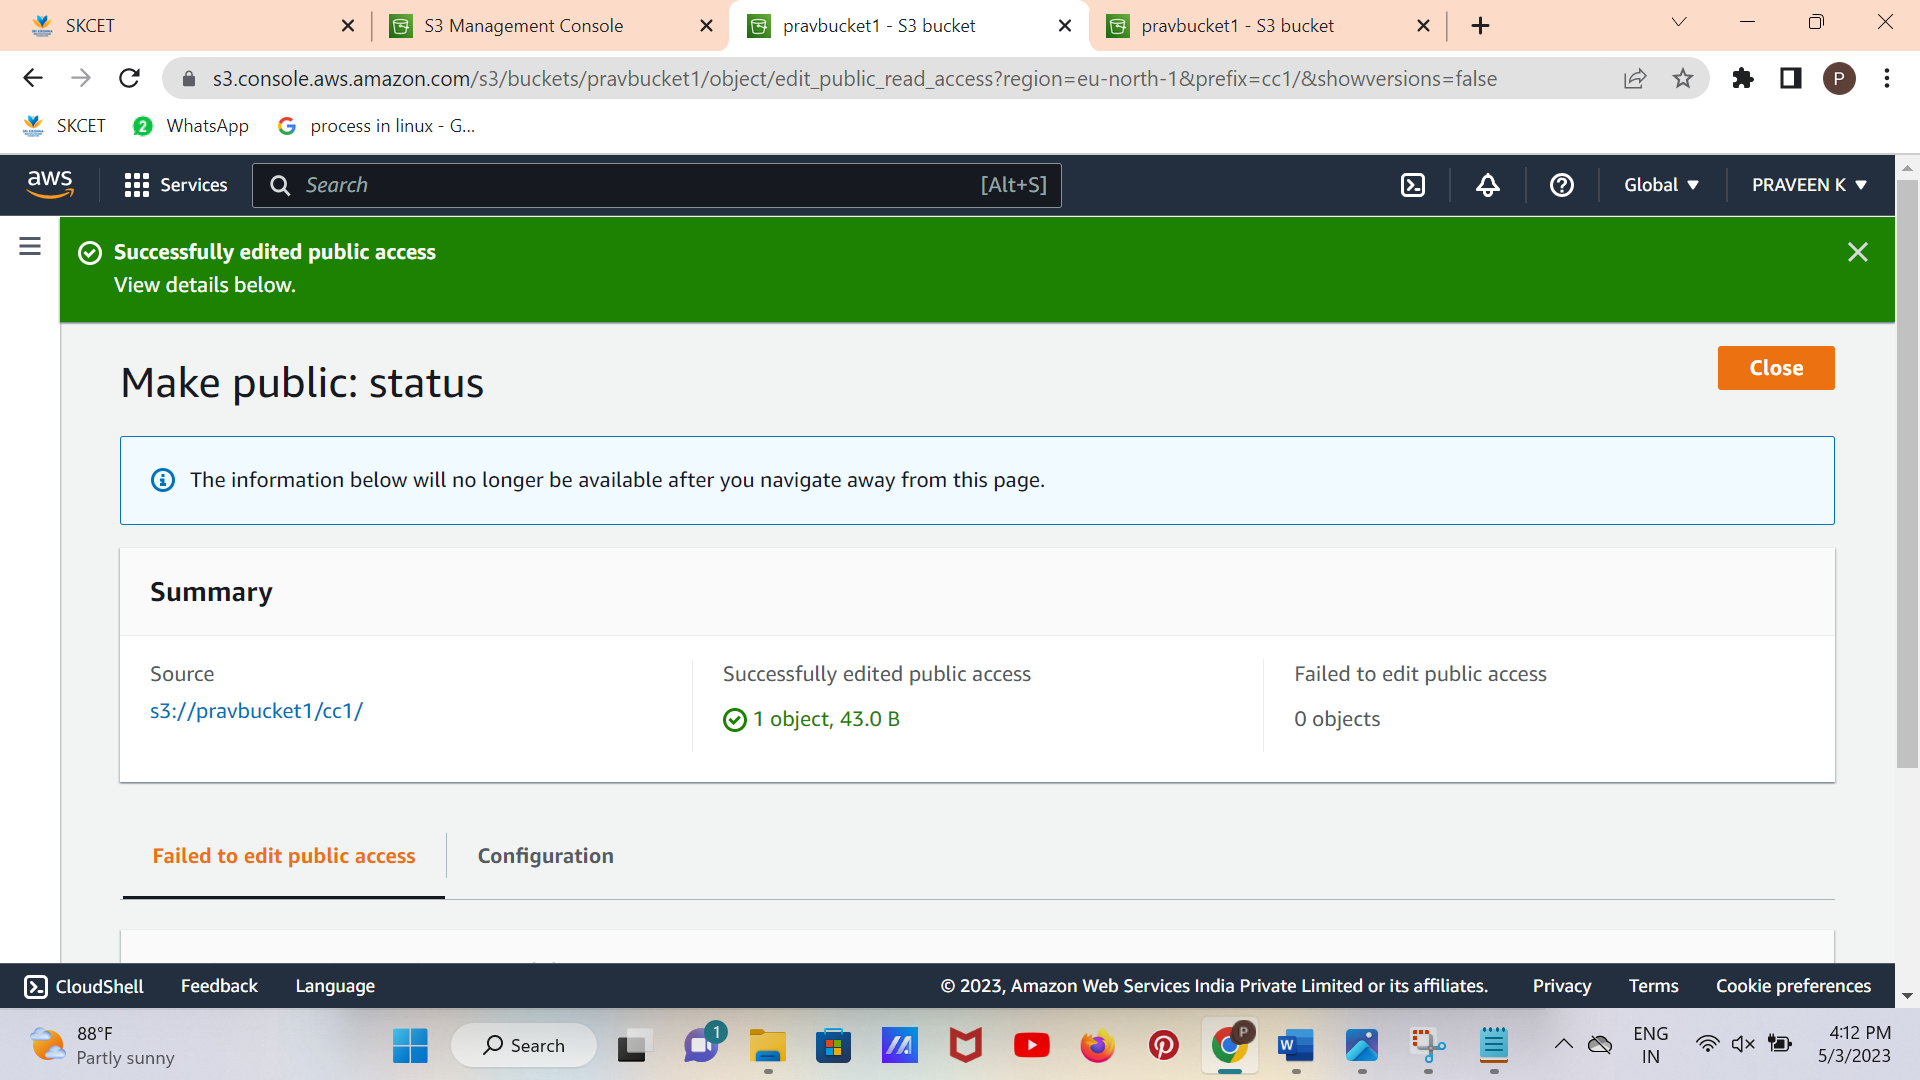 SKCET
S3 Management Console
pravbucket1 - S3 bucket
pravbucket1 - S3 bucket
s3.console.aws.amazon.com/s3/buckets/pravbucket1/object/edit_public_read_access?region=eu-north-1&prefix=cc1/&showversions=false
P
SKCET
2
WhatsApp
process in linux - G...
aws
Services
Search
[Alt+S]
Global
PRAVEEN K
Successfully edited public access
View details below.
Make public: status
Close
The information below will no longer be available after you navigate away from this page.
Summary
Source
s3://pravbucket1/cc1/
Successfully edited public access
1 object, 43.0 B
Failed to edit public access
0 objects
Failed to edit public access
Configuration
CloudShell
Feedback
Language
© 2023, Amazon Web Services India Private Limited or its affiliates.
Privacy
Terms
Cookie preferences
88°F
Partly sunny
Search
1
P
W
ENG
IN
4:12 PM
5/3/2023